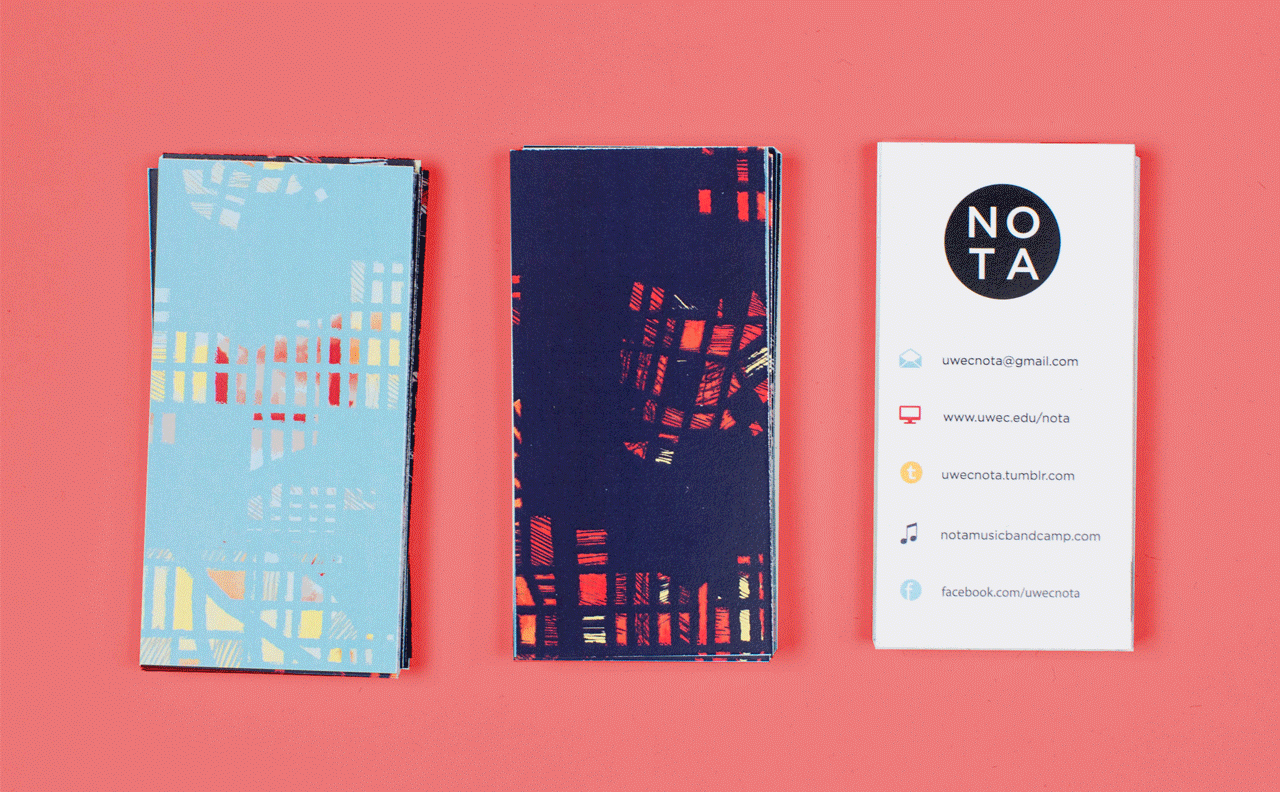 NO
TA
uwecnota@gmail.com
www.uwec.edu/nota
uwecnota.tumblr.com
notamusicbandcamp.com
facebook.com/uwecnota